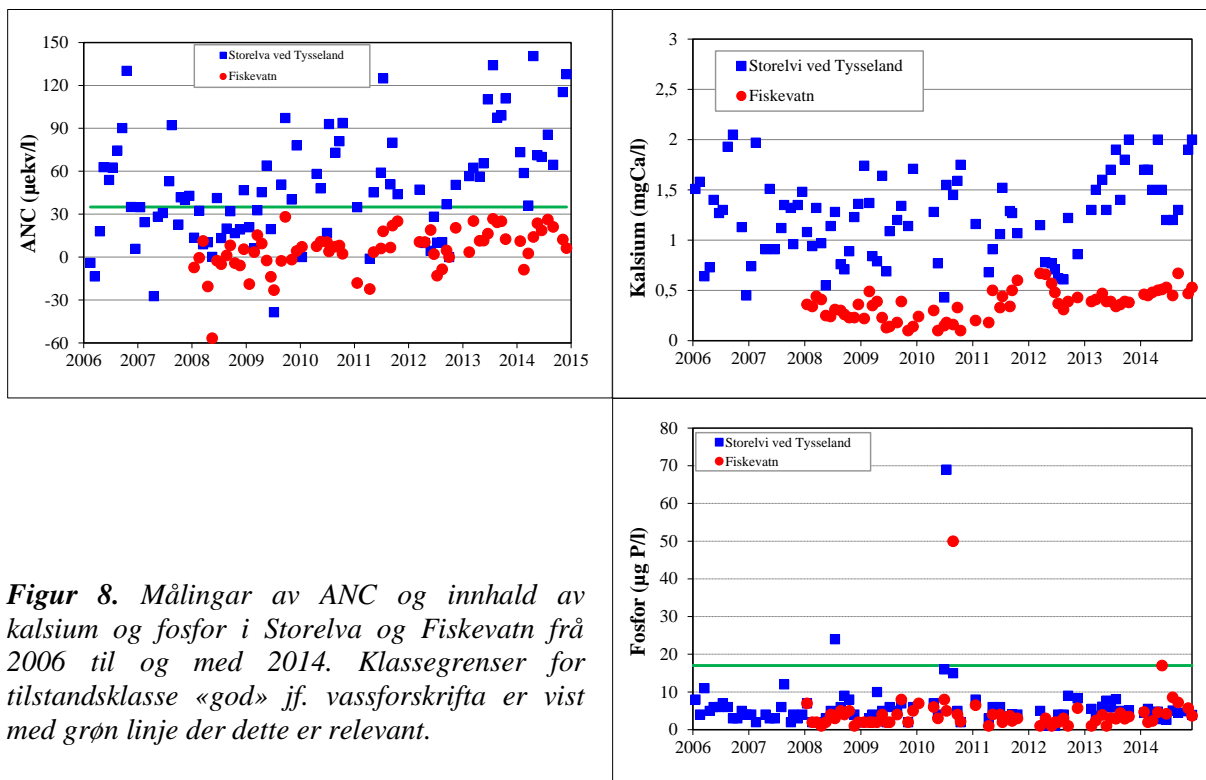 150
120
90
60
30
0
-30
-60
ANC (µekv/l)
Storelva ved Tysseland
Fiskevatn
2006 2007 2008 2009 2010 2011 2012 2013 2014 2015
3
2,5
2
1,5
1
0,5
0
Kalsium (mgCa/l)
Storelvi ved Tysseland
Fiskevatn
2006 2007 2008 2009 2010 2011 2012 2013 2014
80
70
60
50
40
30
20
10
0
Fosfor (µg P/l)
Storelvi ved Tysseland
Fiskevatn
2006 2007 2008 2009 2010 2011 2012 2013 2014
Figur 8. Målingar av ANC og innhald av
kalsium og fosfor i Storelva og Fiskevatn frå
2006 til og med 2014. Klassegrenser for
tilstandsklasse «god» jf. vassforskrifta er vist
med grøn linje der dette er relevant.